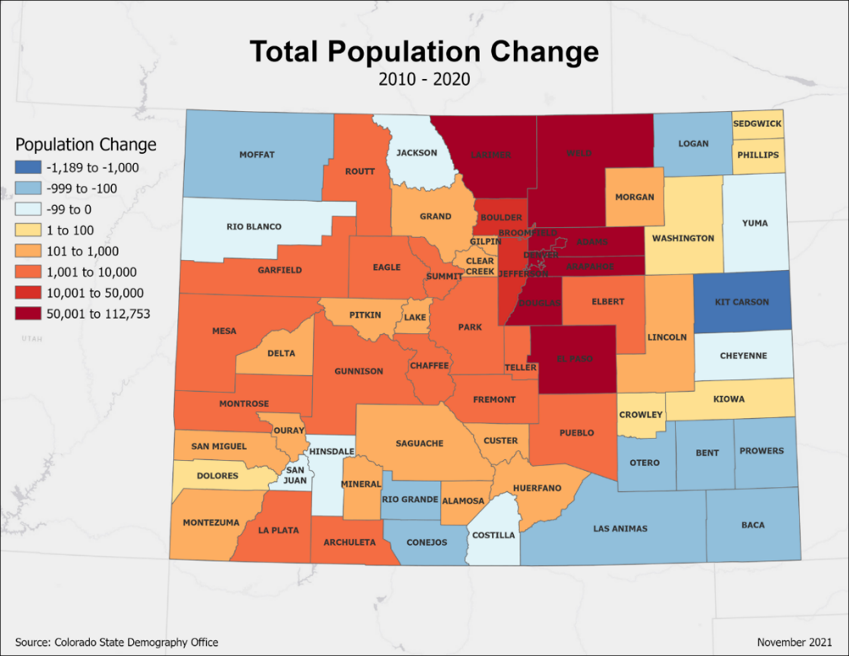 Total Population Change
2010 - 2020
Population Change
-1,189 to -1,000
-999 to -100
-99 to 0
1 to 100
101 to 1,000
1,001 to 10,000
10,001 to 50,000
50,001 to 112,753
UTAH
MOFFAT
ROUTT
JACKSON
LARIMER
WELD
LOGAN
SEDGWICK
PHILLIPS
MORGAN
RIO BLANCO
GRAND
BOULDER
BROOMFIELD
WASHINGTON
YUMA
GILPIN
ADAMS
DENVER
CLEAR
CREEK
ARAPAHOE
JEFFERSON
GARFIELD
EAGLE
SUMMIT
DOUGLAS
ELBERT
KIT CARSON
PITKIN
LAKE
PARK
LINCOLN
MESA
DELTA
GUNNISON
CHAFFEE
TELLER
EL PASO
CHEYENNE
MONTROSE
FREMONT
KIOWA
CROWLEY
OURAY
SAGUACHE
CUSTER
PUEBLO
SAN MIGUEL
HINSDALE
OTERO
BENT
PROWERS
DOLORES
SAN
JUAN
MINERAL
RIO GRANDE
ALAMOSA
HUERFANO
MONTEZUMA
LA PLATA
ARCHULETA
CONEJOS
COSTILLA
LAS ANIMAS
BACA
Source: Colorado State Demography Office
November 2021